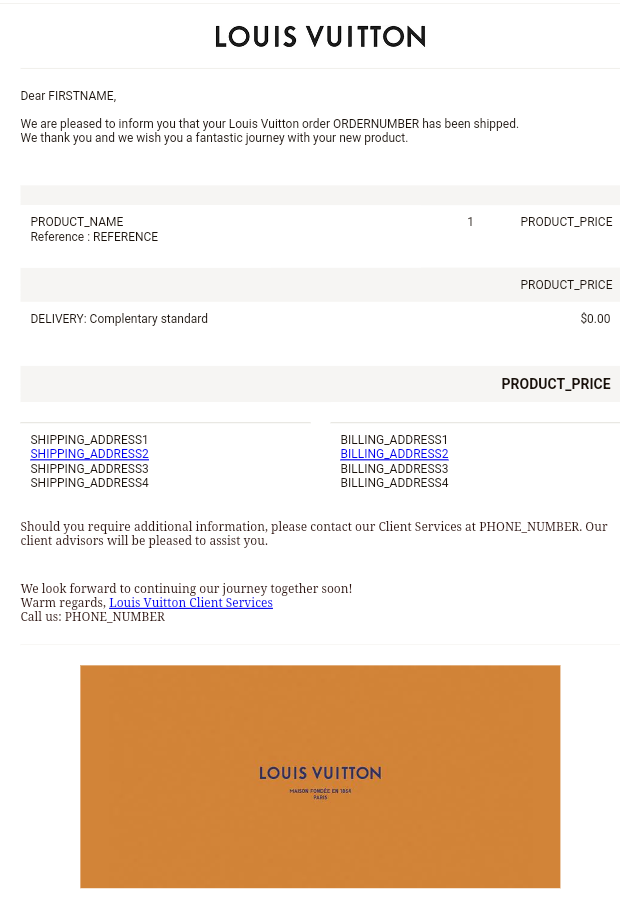 LOUIS VUITTON
Dear FIRSTNAME,
We are pleased to inform you that your Louis Vuitton order ORDERNUMBER has been shipped.
We thank you and we wish you a fantastic journey with your new product.
PRODUCT_NAME 1 PRODUCT_PRICE
Reference : REFERENCE
PRODUCT_PRICE
DELIVERY: Complentary standard $0.00
PRODUCT_PRICE
SHIPPING_ADDRESS1
SHIPPING_ADDRESS2
SHIPPING_ADDRESS3
SHIPPING_ADDRESS4
BILLING_ADDRESS1
BILLING_ADDRESS2
BILLING_ADDRESS3
BILLING_ADDRESS4
Should you require additional information, please contact our Client Services at PHONE_NUMBER. Our
client advisors will be pleased to assist you.
We look forward to continuing our journey together soon!
Warm regards, Louis Vuitton Client Services
Call us: PHONE_NUMBER
LOUIS VUITTON
MAISON FONDÉE EN 1854
PARIS